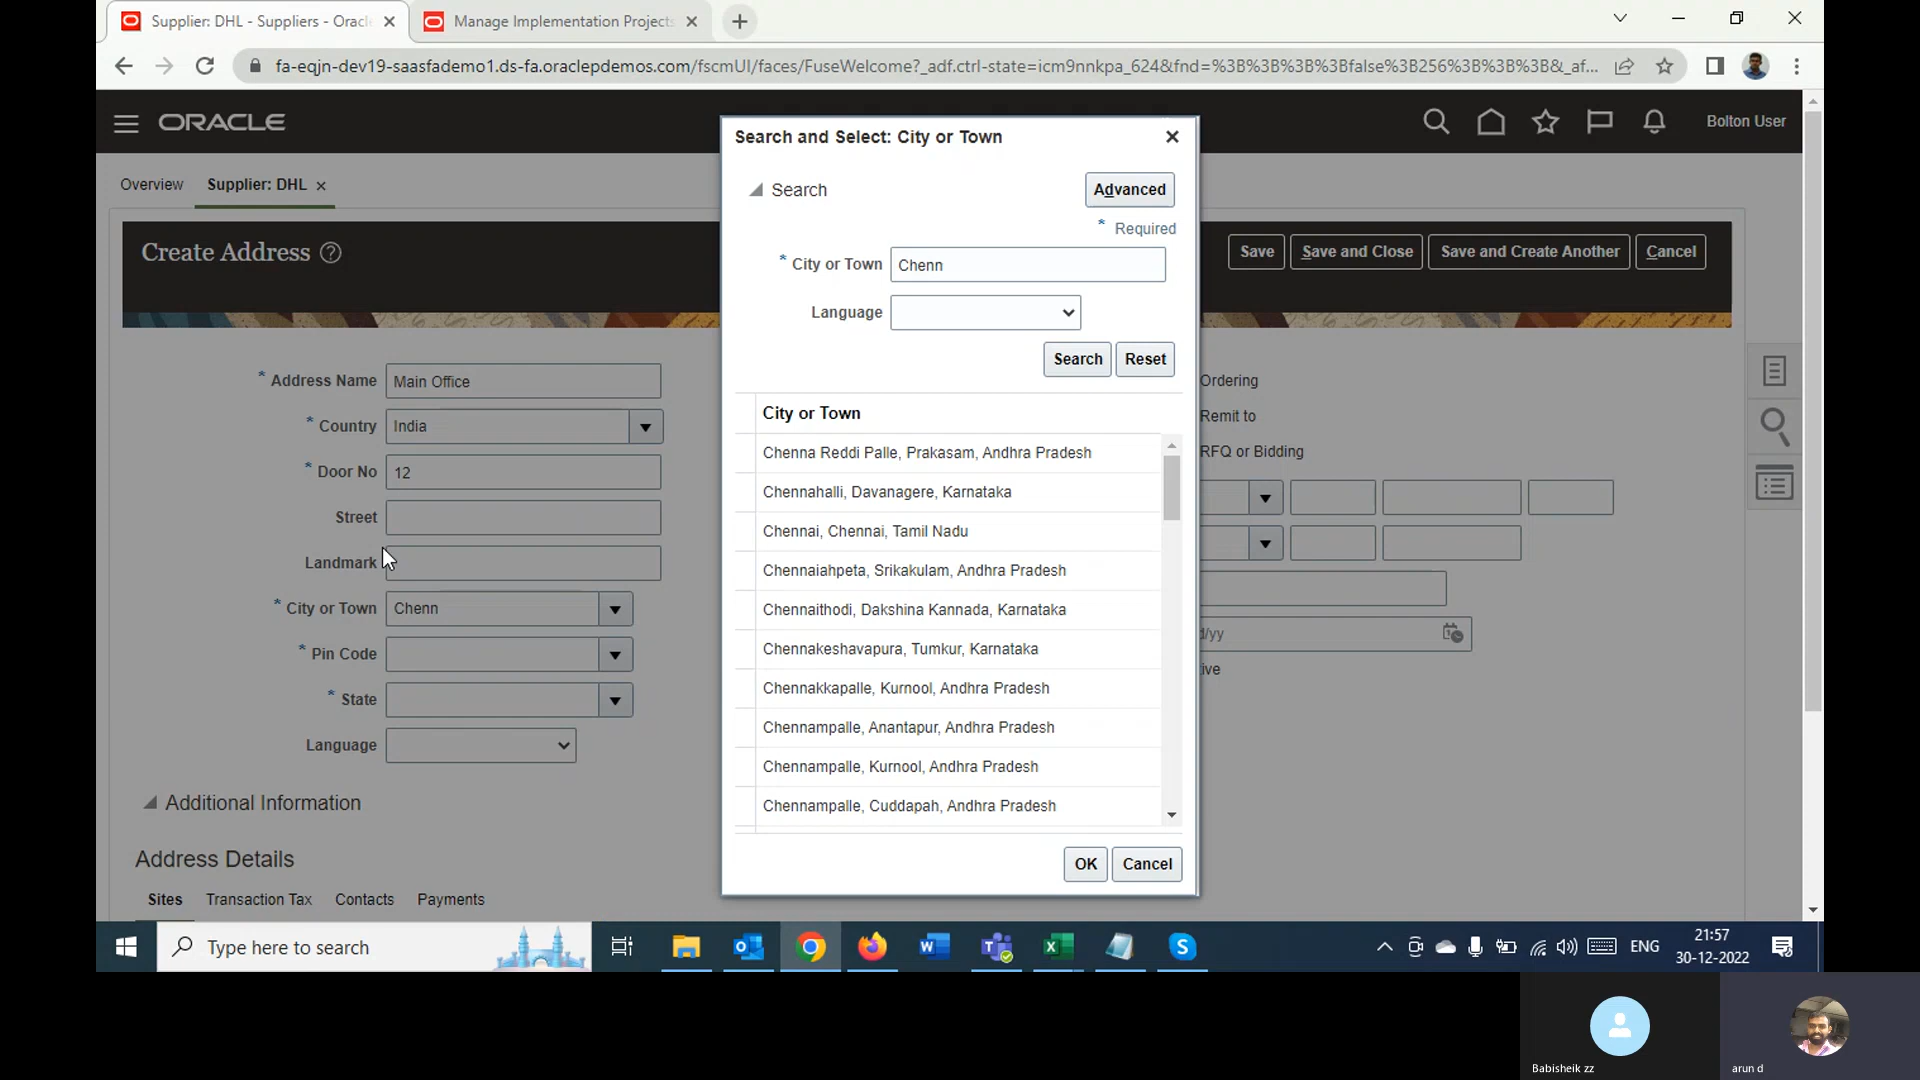 Supplier: DHL - Suppliers - Oracle
Manage Implementation Projects
fa-eqjn-dev19-saasfademo1.ds-fa.oraclepdemos.com/fscmUI/faces/FuseWelcome?_adf.ctrl-state=icm9nnkpa_624&fnd=%3B%3B%3B%3Bfalse%3B256%3B%3B%3B&_af...
ORACLE
Bolton User
Overview
Supplier: DHL
Create Address
Save
Save and Close
Save and Create Another
Cancel
* Address Name Main Office
* Country India
* Door No 12
Street
Landmark
* City or Town Chenn
* Pin Code
* State
Language
Additional Information
Address Details
Sites
Transaction Tax
Contacts
Payments
Search and Select: City or Town
Search
Advanced
* Required
* City or Town Chenn
Language
Search
Reset
City or Town
Chenna Reddi Palle, Prakasam, Andhra Pradesh
Chennahalli, Davanagere, Karnataka
Chennai, Chennai, Tamil Nadu
Chennaiahpeta, Srikakulam, Andhra Pradesh
Chennaithodi, Dakshina Kannada, Karnataka
Chennakeshavapura, Tumkur, Karnataka
Chennakkapalle, Kurnool, Andhra Pradesh
Chennampalle, Anantapur, Andhra Pradesh
Chennampalle, Kurnool, Andhra Pradesh
Chennampalle, Cuddapah, Andhra Pradesh
OK
Cancel
Ordering
Remit to
RFQ or Bidding
/yy
ive
Type here to search
ENG
21:57
30-12-2022
Babisheik zz
arun d